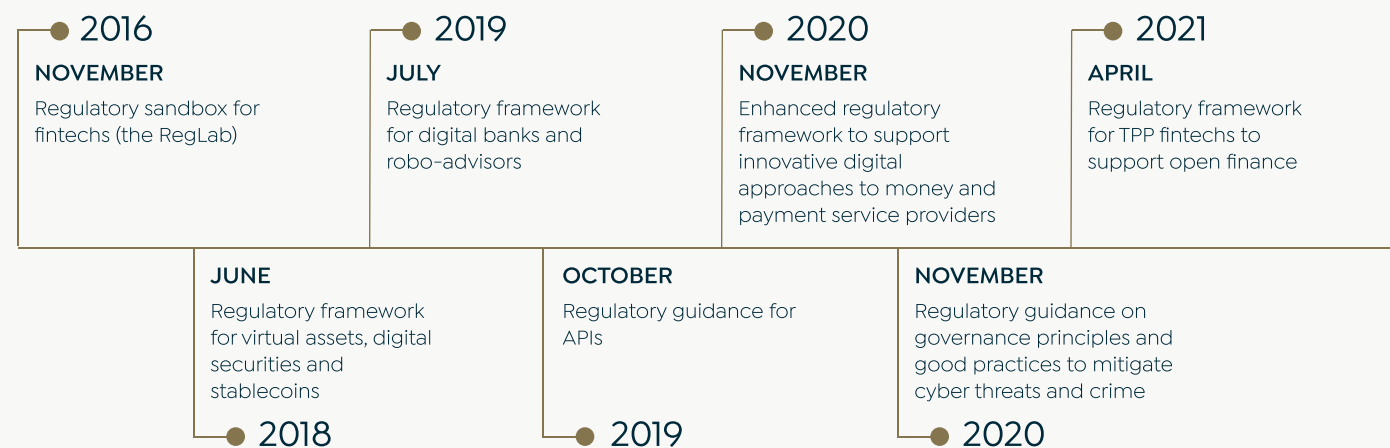 2016
NOVEMBER
Regulatory sandbox for
fintechs (the RegLab)
2019
JULY
Regulatory framework
for digital banks and
robo-advisors
2020
NOVEMBER
Enhanced regulatory
framework to support
innovative digital
approaches to money and
payment service providers
2021
APRIL
Regulatory framework
for TPP fintechs to
support open finance
JUNE
Regulatory framework
for virtual assets, digital
securities and
stablecoins
2018
OCTOBER
Regulatory guidance for
APIs
2019
NOVEMBER
Regulatory guidance on
governance principles and
good practices to mitigate
cyber threats and crime
2020